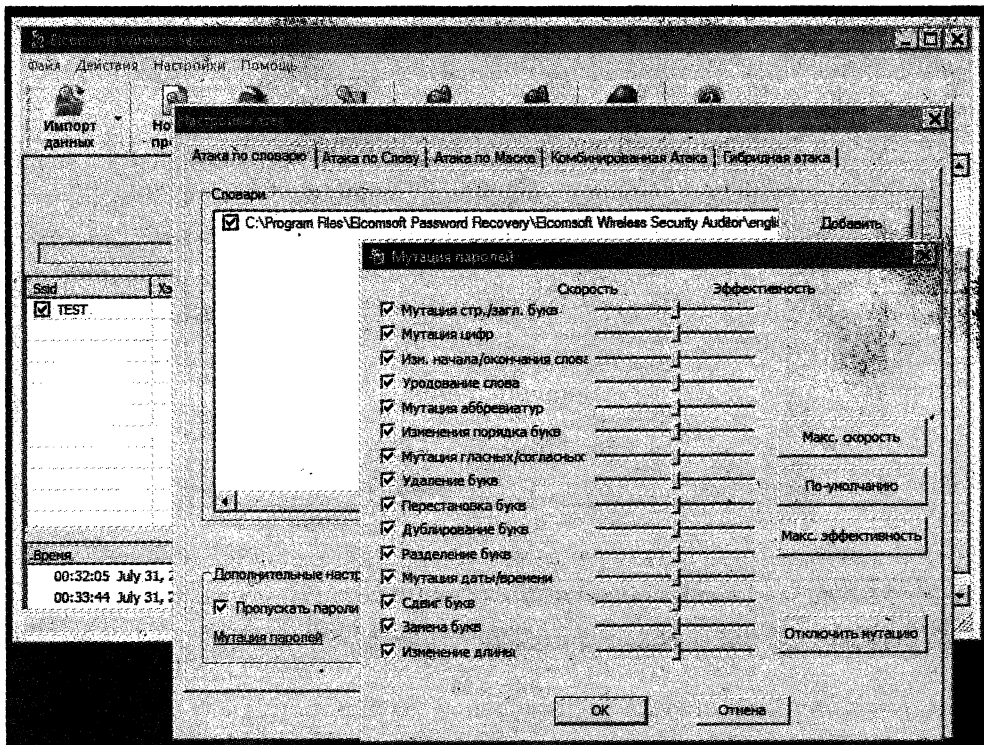 Elcomsoft Wireless Security Auditor
Файл Действия Настройки Помощь
Импорт данных
Но
пр
Настройки атак
Атака по словарю Атака по Слову Атака по Маске Комбинированная Атака Гибридная атака
Словари
C:\Program Files\Elcomsoft Password Recovery\Elcomsoft Wireless Security Auditor\engli
Добавить
Ssid Хэ
TEST
Мутация паролей
Скорость Эффективность
Мутация стр./загл. букв
Мутация цифр
Изм. начала/окончания слова
Уродование слова
Мутация аббревиатур
Изменения порядка букв
Мутация гласных/согласных
Удаление букв
Перестановка букв
Дублирование букв
Разделение букв
Мутация даты/времени
Сдвиг букв
Замена букв
Изменение длины
Макс. скорость
По-умолчанию
Макс. эффективность
Отключить мутацию
OK Отмена
Время
00:32:05 July 31, 2
00:33:44 July 31, 2
Дополнительные настр
Пропускать пароли
Мутация паролей